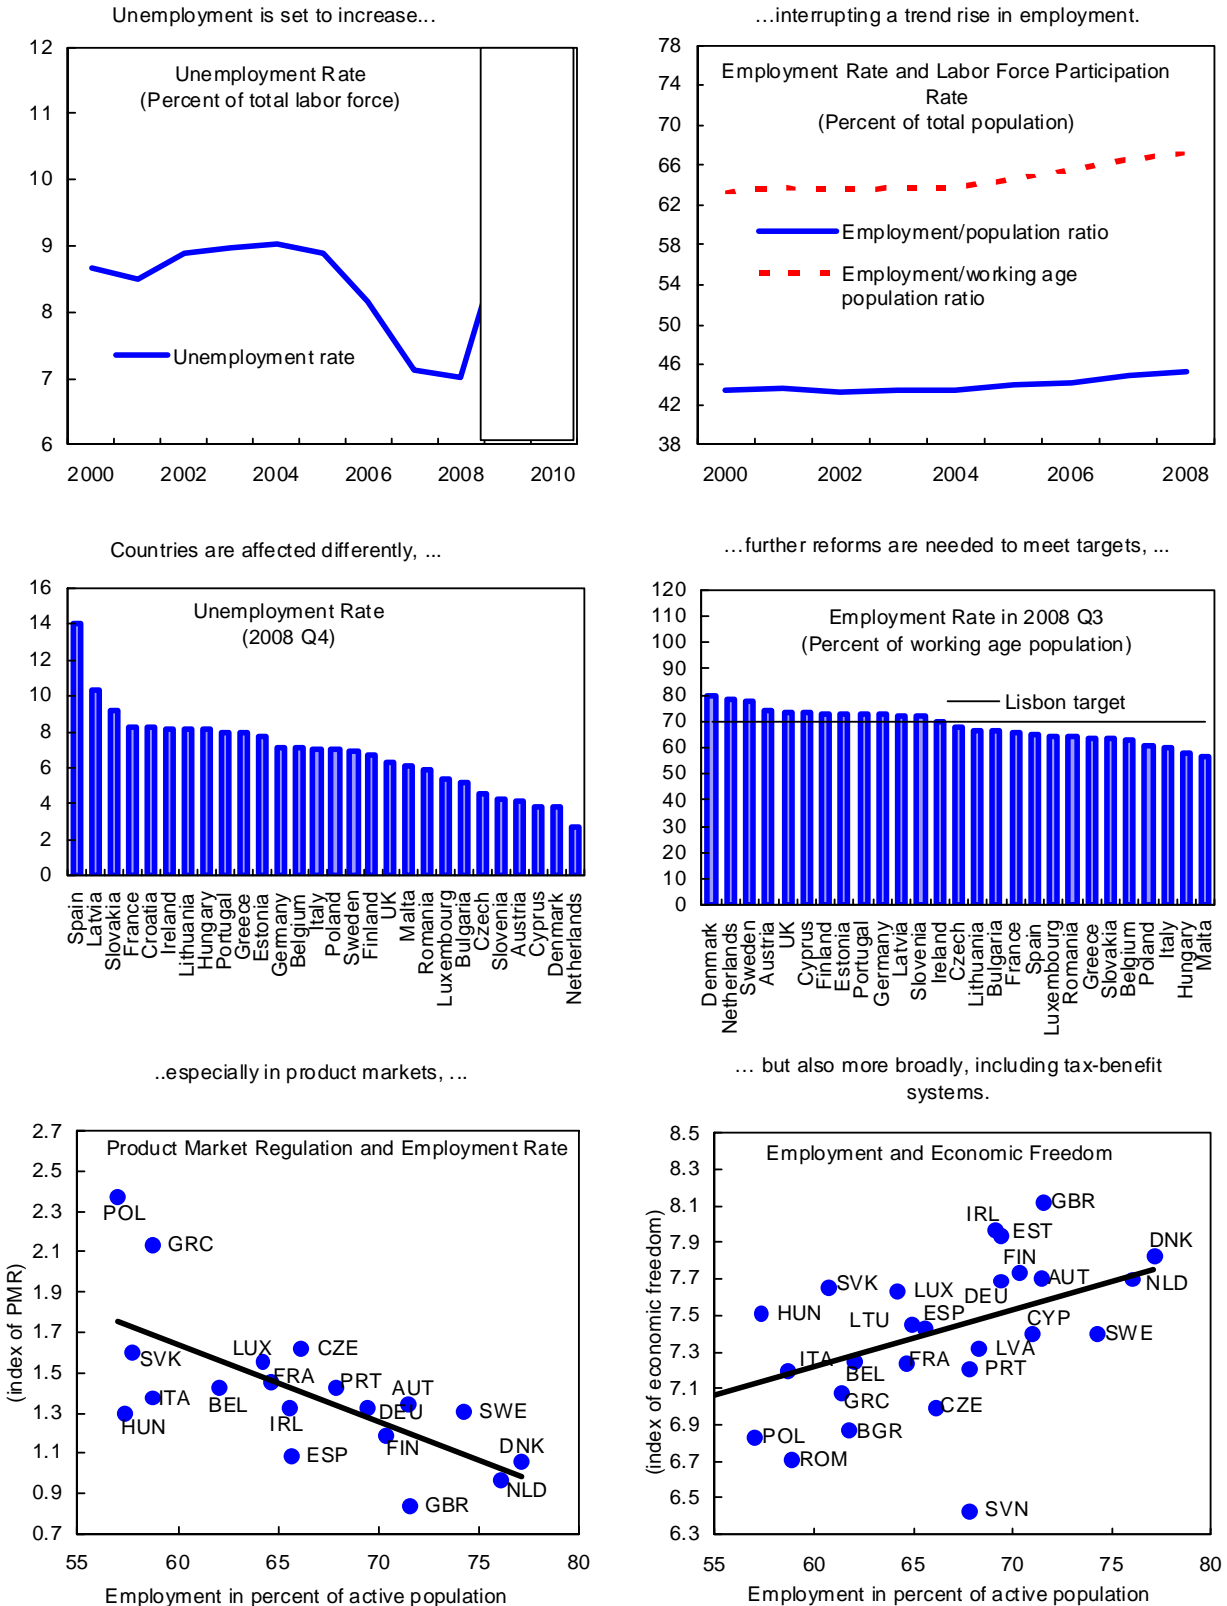 Unemployment is set to increase...
Unemployment Rate
(Percent of total labor force)
12
11
10
9
8
7
6
Unemployment rate
2000 2002 2004 2006 2008 2010
…interrupting a trend rise in employment.
Employment Rate and Labor Force Participation
Rate
(Percent of total population)
78
74
70
66
62
58
54
50
46
42
38
Employment/population ratio
Employment/working age
population ratio
2000 2002 2004 2006 2008
Countries are affected differently, ...
Unemployment Rate
(2008 Q4)
16
14
12
10
8
6
4
2
0
Spain
Latvia
Slovakia
France
Croatia
Ireland
Lithuania
Hungary
Portugal
Greece
Estonia
Germany
Belgium
Italy
Poland
Sweden
Finland
UK
Malta
Romania
Luxembourg
Bulgaria
Czech
Slovenia
Austria
Cyprus
Denmark
Netherlands
…further reforms are needed to meet targets, ...
Employment Rate in 2008 Q3
(Percent of working age population)
120
110
100
90
80
70
60
50
40
30
20
10
0
Lisbon target
Denmark
Netherlands
Sweden
Austria
UK
Cyprus
Finland
Estonia
Portugal
Germany
Latvia
Slovenia
Ireland
Czech
Lithuania
Bulgaria
France
Spain
Luxembourg
Romania
Greece
Slovakia
Belgium
Poland
Italy
Hungary
Malta
..especially in product markets, ...
Product Market Regulation and Employment Rate
(index of PMR)
2.7
2.5
2.3
2.1
1.9
1.7
1.5
1.3
1.1
0.9
0.7
POL
GRC
SVK
ITA
HUN
BEL
LUX
FRA
CZE
IRL
ESP
PRT
DEU
AUT
FIN
GBR
SWE
DNK
NLD
55 60 65 70 75 80
Employment in percent of active population
… but also more broadly, including tax-benefit
systems.
Employment and Economic Freedom
(index of economic freedom)
8.5
8.3
8.1
7.9
7.7
7.5
7.3
7.1
6.9
6.7
6.5
6.3
GBR
IRL
EST
DNK
FIN
SVK
LUX
DEU
AUT
NLD
HUN
LTU
ESP
CYP
SWE
ITA
BEL
FRA
LVA
PRT
GRC
CZE
POL
BGR
ROM
SVN
55 60 65 70 75 80
Employment in percent of active population